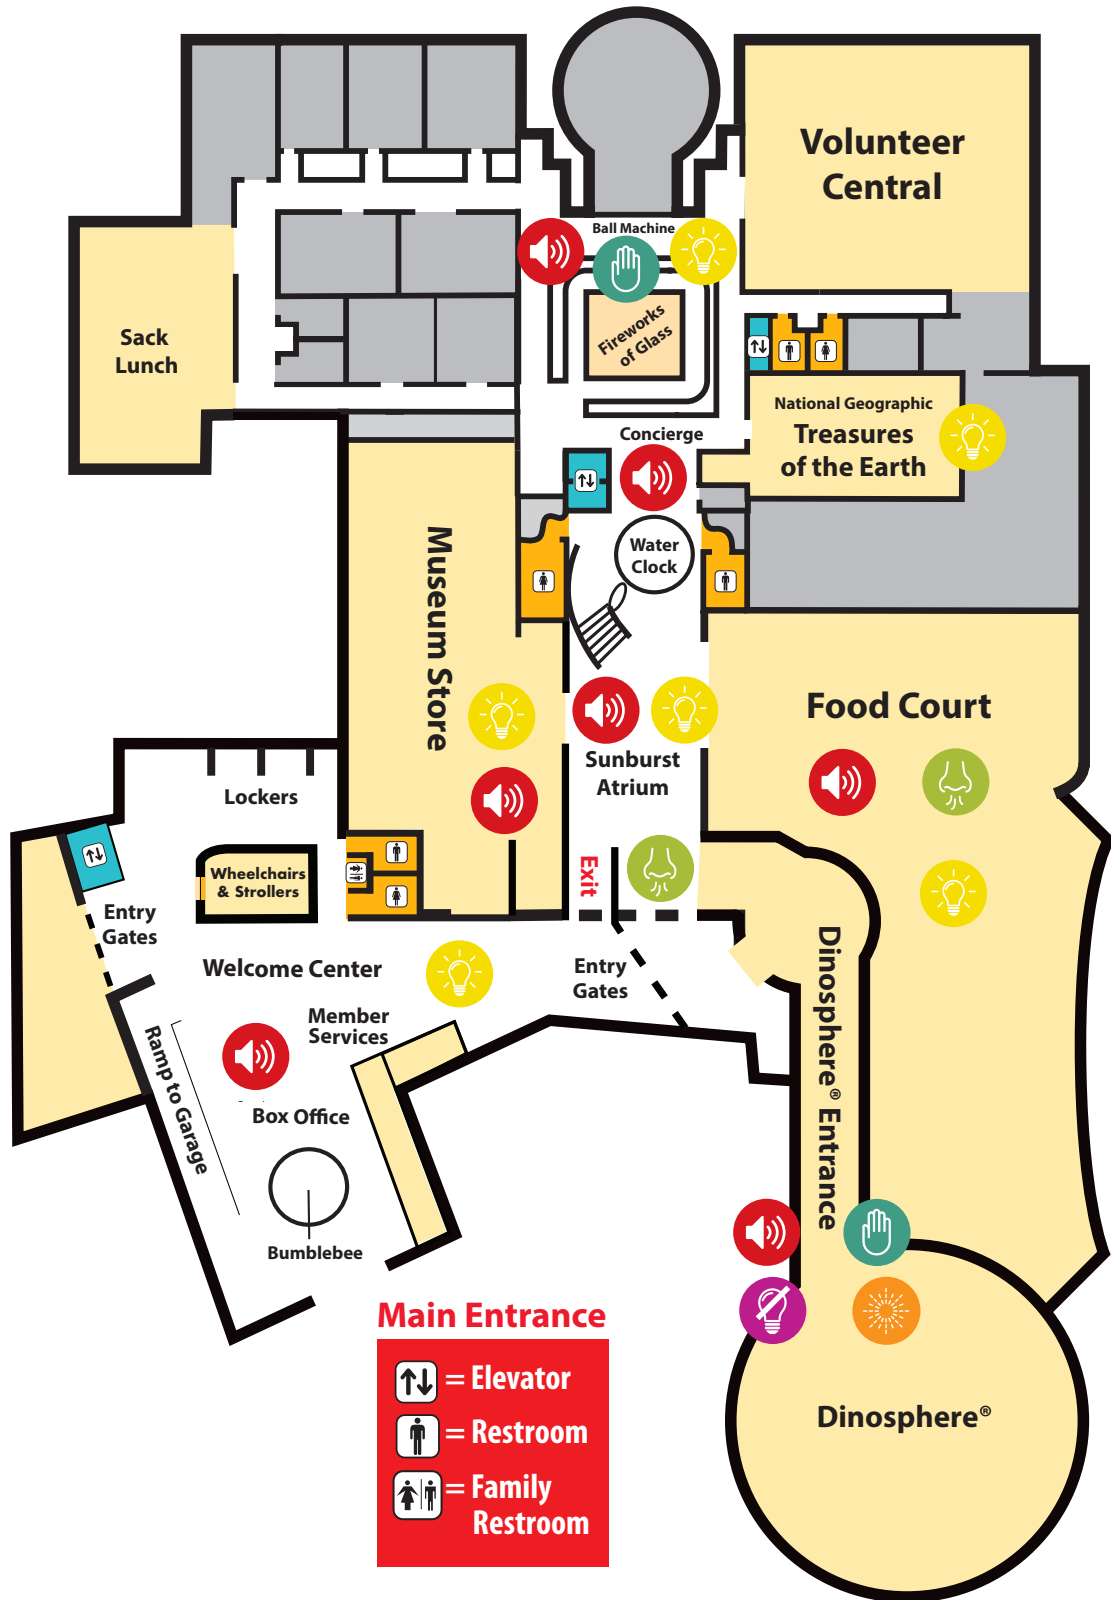 Volunteer
Central
Ball Machine
Fireworks
of Glass
Sack
Lunch
National Geographic
Treasures
of the Earth
Concierge
Water
Clock
Museum Store
Food Court
Sunburst
Atrium
Lockers
Wheelchairs
& Strollers
Exit
Entry
Gates
Welcome Center
Entry
Gates
Dinosphere® Entrance
Member
Services
Ramp to Garage
Box Office
Bumblebee
Main Entrance
= Elevator
= Restroom
= Family
Restroom
Dinosphere®